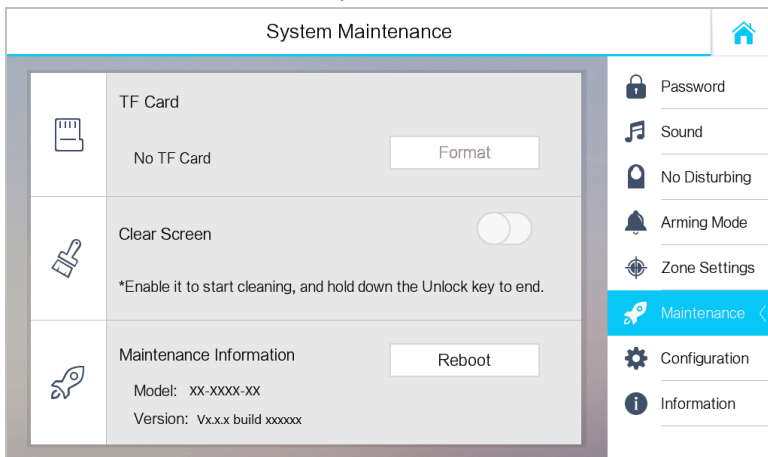 System Maintenance
TF Card
No TF Card
Format
Clear Screen
*Enable it to start cleaning, and hold down the Unlock key to end.
Maintenance Information
Reboot
Model: XX-XXXX-XX
Version: Vx.x.x build xxxxxx
Password
Sound
No Disturbing
Arming Mode
Zone Settings
Maintenance
Configuration
Information